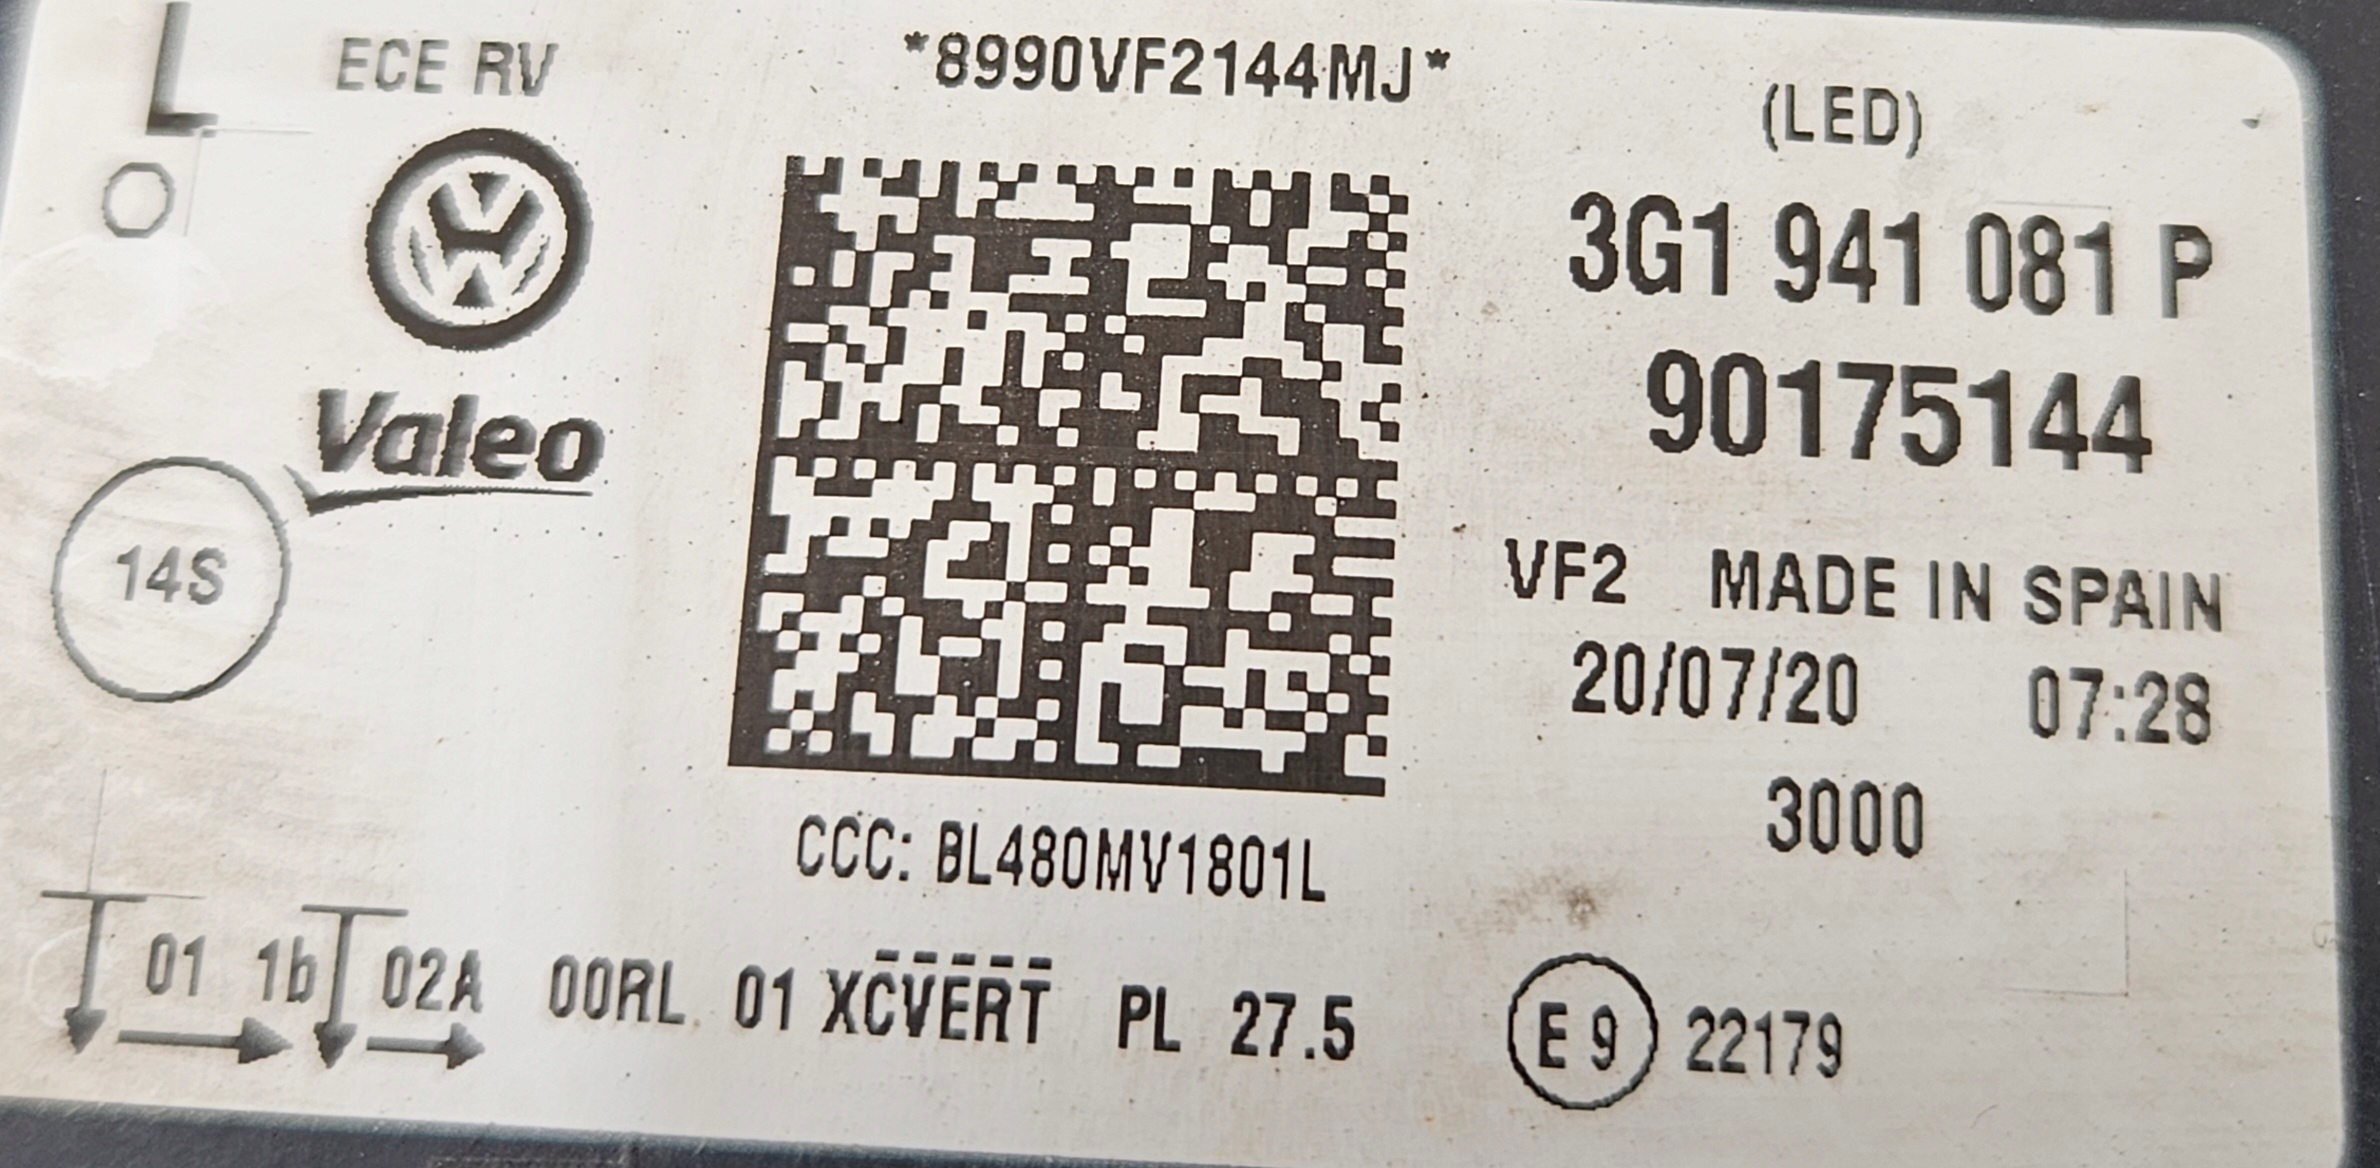 L
ECE RV
*8990VF2144MJ*
(LED)
3G1 941 081 P
90175144
Valeo
14S
VF2 MADE IN SPAIN
20/07/20 07:28
3000
CCC: BL480MV1801L
01 1b 02A 00RL 01 XCVERT PL 27.5
E 9 22179